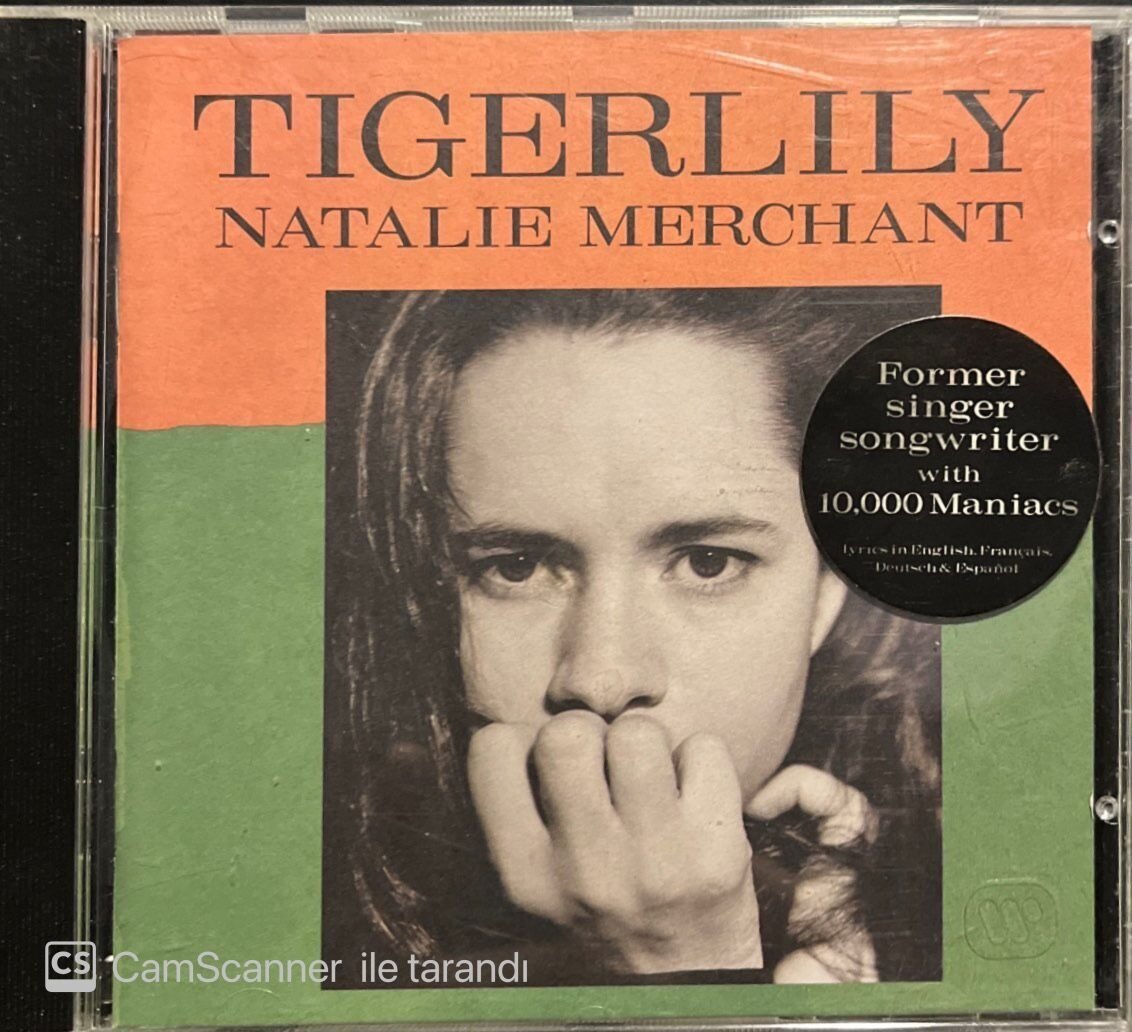 TIGERLILY
NATALIE MERCHANT
Former
singer
songwriter
with
10,000 Maniacs
lyrics in English, Français,
Deutsch & Español
CS CamScanner ile tarandı